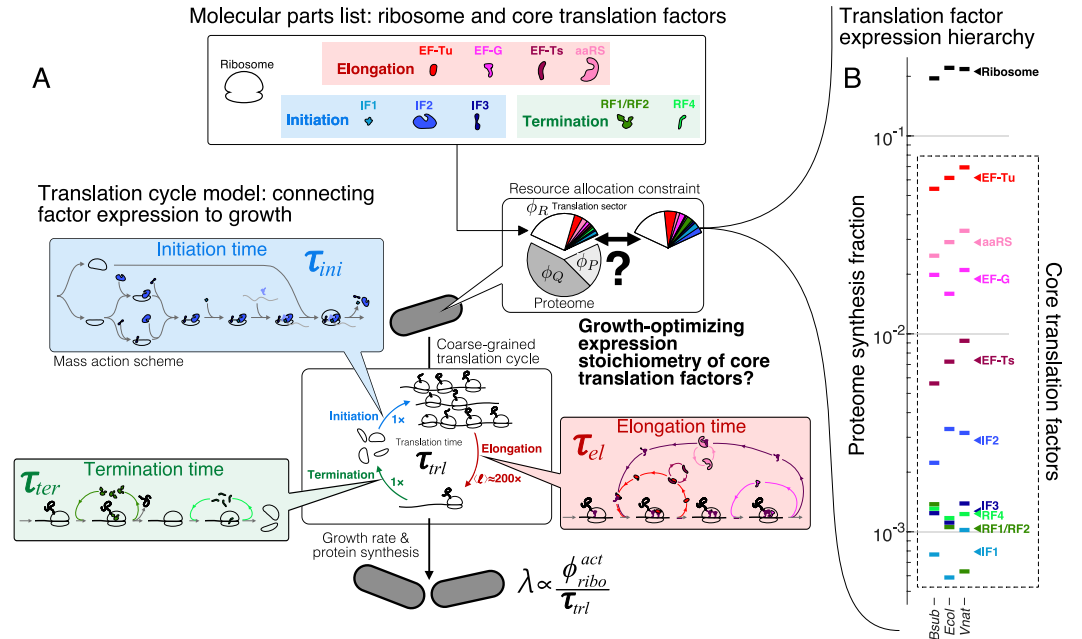 Molecular parts list: ribosome and core translation factors
A
Ribosome
EF-Tu
EF-G
EF-Ts
aaRS
Elongation
IF1
IF2
IF3
Initiation
RF1/RF2
RF4
Termination
Translation cycle model: connecting
factor expression to growth
Initiation time
τini
Mass action scheme
Resource allocation constraint
ϕR
Translation sector
ϕQ
ϕP
Proteome
?
Growth-optimizing
expression
stoichiometry of core
translation factors?
Coarse-grained
translation cycle
Initiation
1×
Translation time
τtrl
Elongation
⟨ℓ⟩≈200×
Termination
1×
Termination time
τter
Elongation time
τel
Growth rate
& protein synthesis
λ ∝ ϕribo^act / τtrl
Translation factor
expression hierarchy
B
Proteome synthesis fraction
10-1
10-2
10-3
Ribosome
EF-Tu
aaRS
EF-G
EF-Ts
IF2
IF3
RF4
RF1/RF2
IF1
Core translation factors
Bsub
Ecol
Vnat